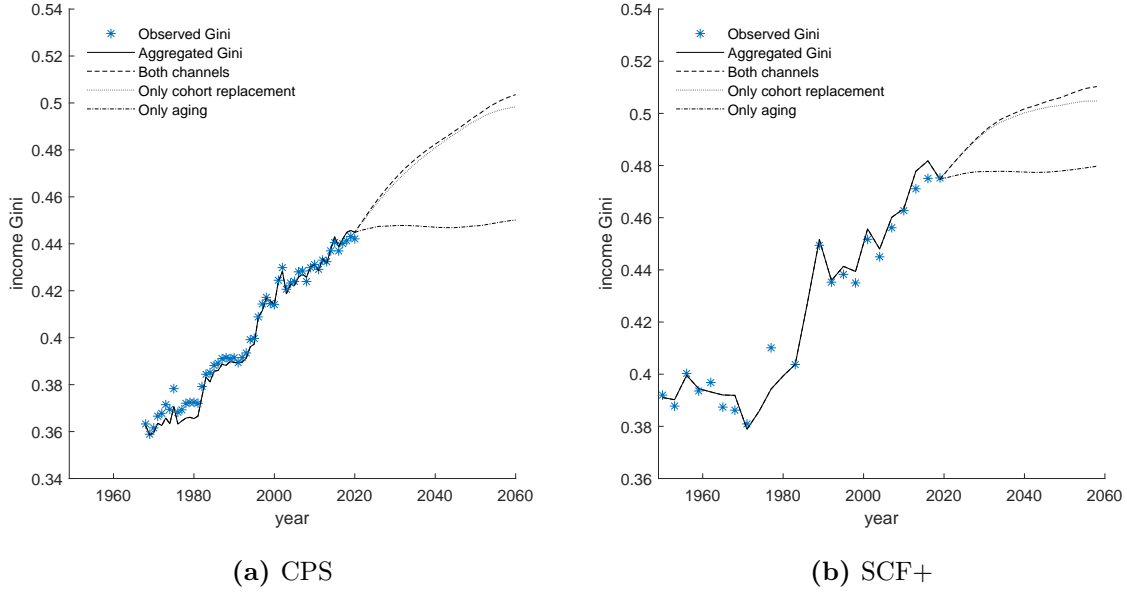 0.54
0.52
0.5
0.48
0.46
0.44
0.42
0.4
0.38
0.36
0.34
income Gini
Observed Gini
Aggregated Gini
Both channels
Only cohort replacement
Only aging
1960 1980 2000 2020 2040 2060
year
(a) CPS
0.54
0.52
0.5
0.48
0.46
0.44
0.42
0.4
0.38
0.36
income Gini
Observed Gini
Aggregated Gini
Both channels
Only cohort replacement
Only aging
1960 1980 2000 2020 2040 2060
year
(b) SCF+